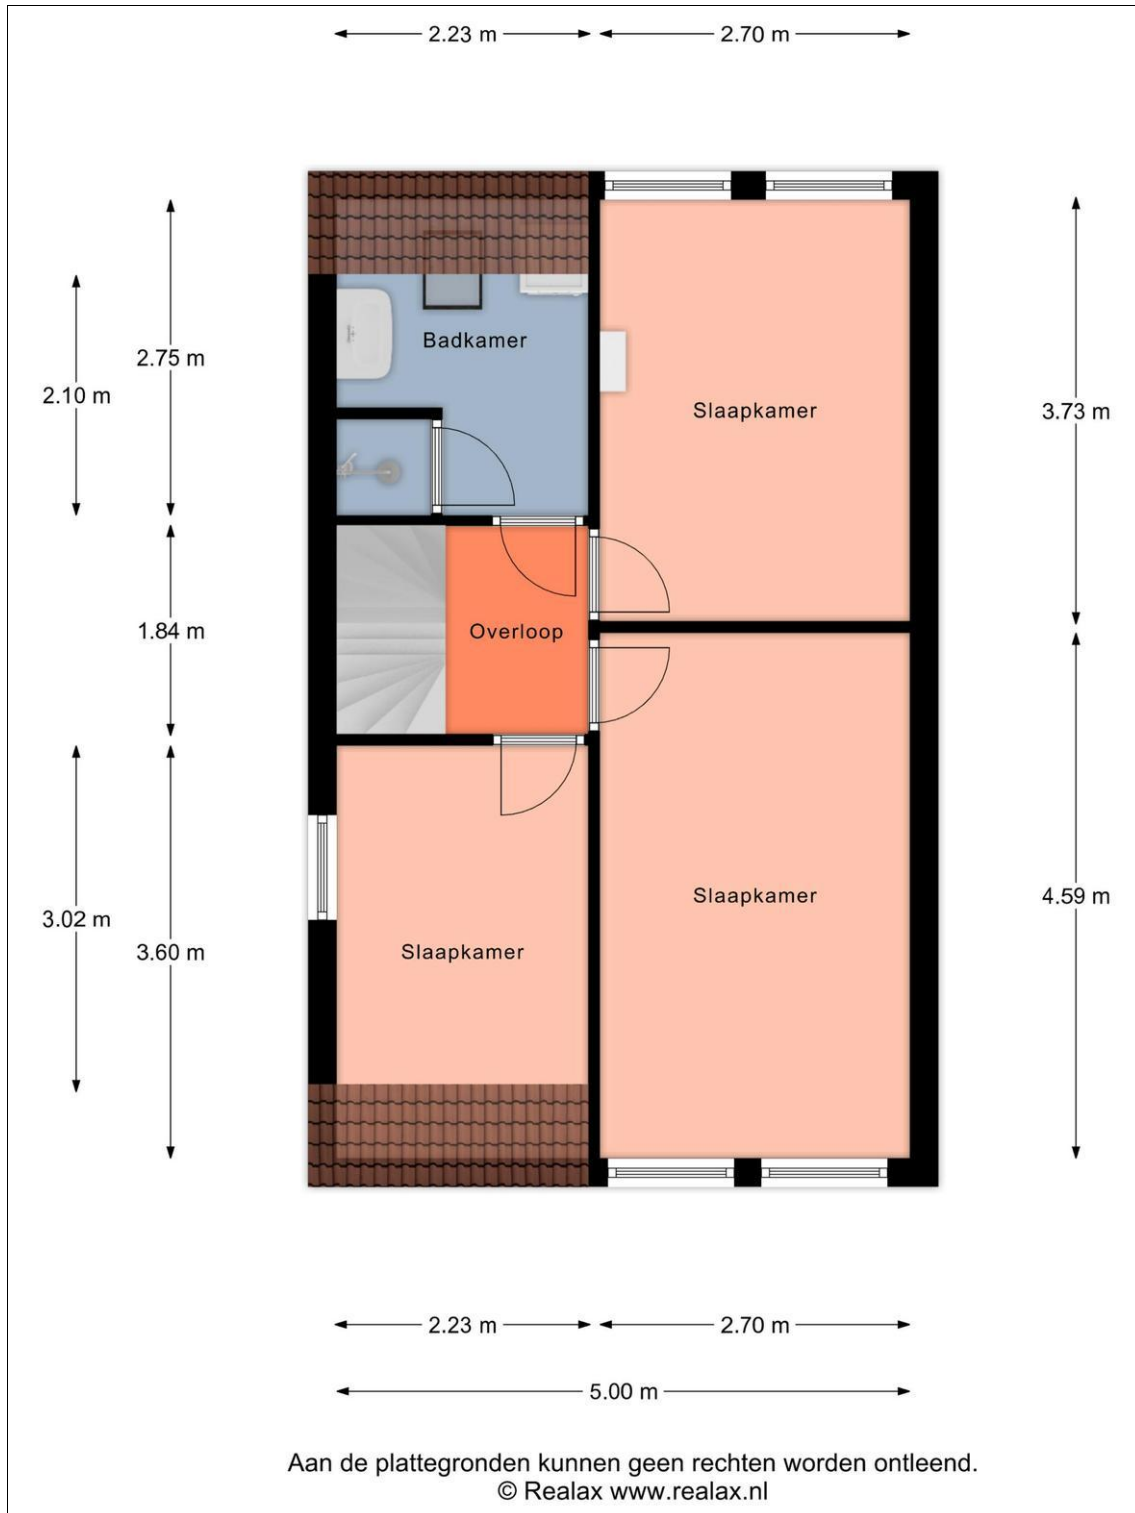 2.23 m
2.70 m
2.75 m
2.10 m
Badkamer
Slaapkamer
3.73 m
1.84 m
Overloop
Slaapkamer
4.59 m
3.02 m
3.60 m
Slaapkamer
2.23 m
2.70 m
5.00 m
Aan de plattegronden kunnen geen rechten worden ontleend.
© Realax www.realax.nl